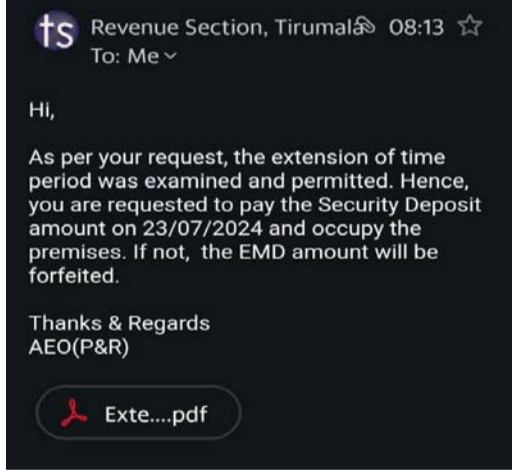 ts Revenue Section, Tirumala 08:13
To: Me
Hi,
As per your request, the extension of time
period was examined and permitted. Hence,
you are requested to pay the Security Deposit
amount on 23/07/2024 and occupy the
premises. If not, the EMD amount will be
forfeited.
Thanks & Regards
AEO(P&R)
Exte....pdf